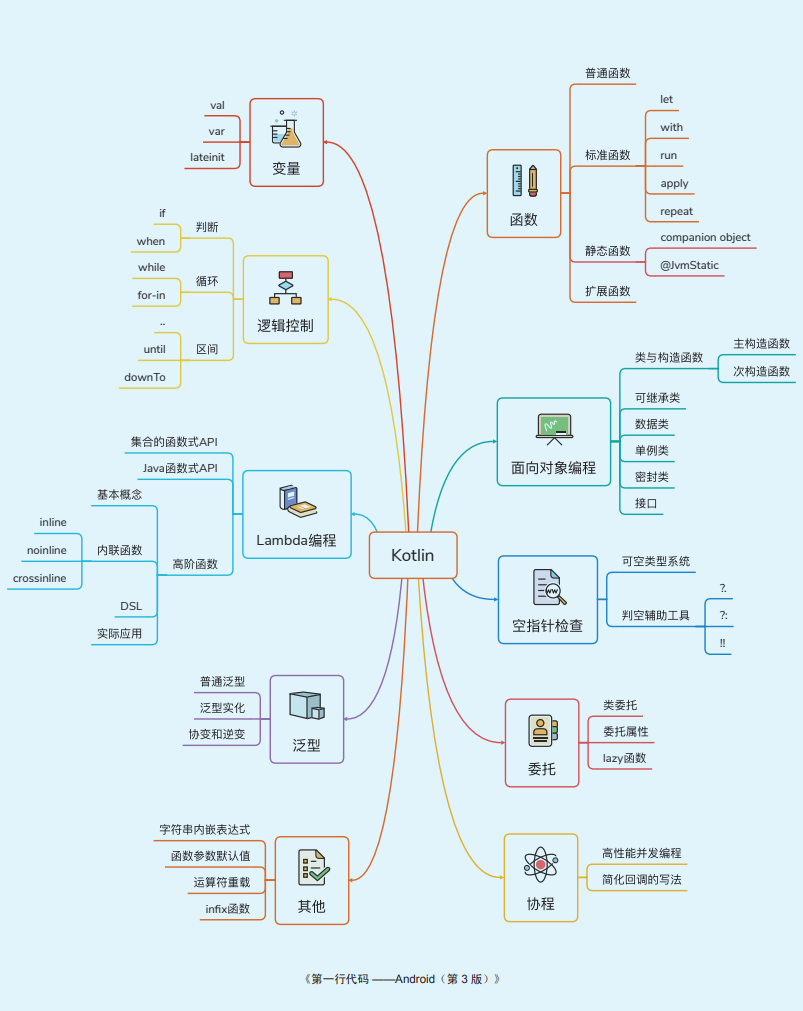 Kotlin
变量
val
var
lateinit
逻辑控制
判断
if
when
循环
while
for-in
区间
..
until
downTo
Lambda编程
集合的函数式API
Java函数式API
高阶函数
基本概念
内联函数
inline
noinline
crossinline
DSL
实际应用
泛型
普通泛型
泛型实化
协变和逆变
其他
字符串内嵌表达式
函数参数默认值
运算符重载
infix函数
函数
普通函数
标准函数
let
with
run
apply
repeat
静态函数
companion object
@JvmStatic
扩展函数
面向对象编程
类与构造函数
主构造函数
次构造函数
可继承类
数据类
单例类
密封类
接口
WW
空指针检查
可空类型系统
判空辅助工具
?.
?:
!!
委托
类委托
委托属性
lazy函数
协程
高性能并发编程
简化回调的写法
《第一行代码 ——Android（第 3 版）》